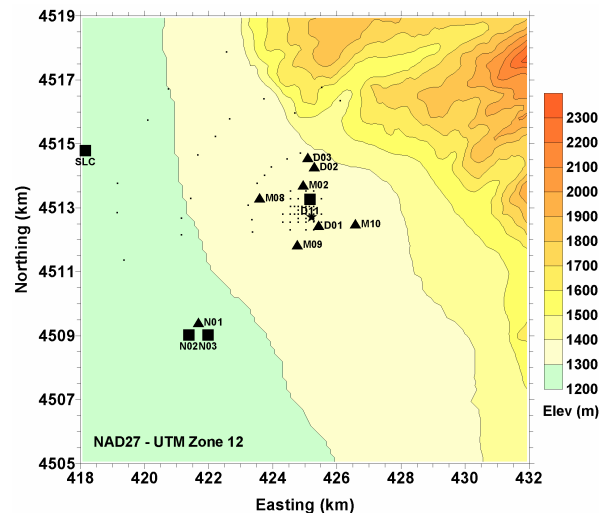 4519
4517
4515
4513
4511
4509
4507
4505
Northing (km)
SLC
D03
D02
M02
M08
D11
D01
M10
M09
N01
N02 N03
NAD27 - UTM Zone 12
418 420 422 424 426 428 430 432
Easting (km)
2300
2200
2100
2000
1900
1800
1700
1600
1500
1400
1300
1200
Elev (m)